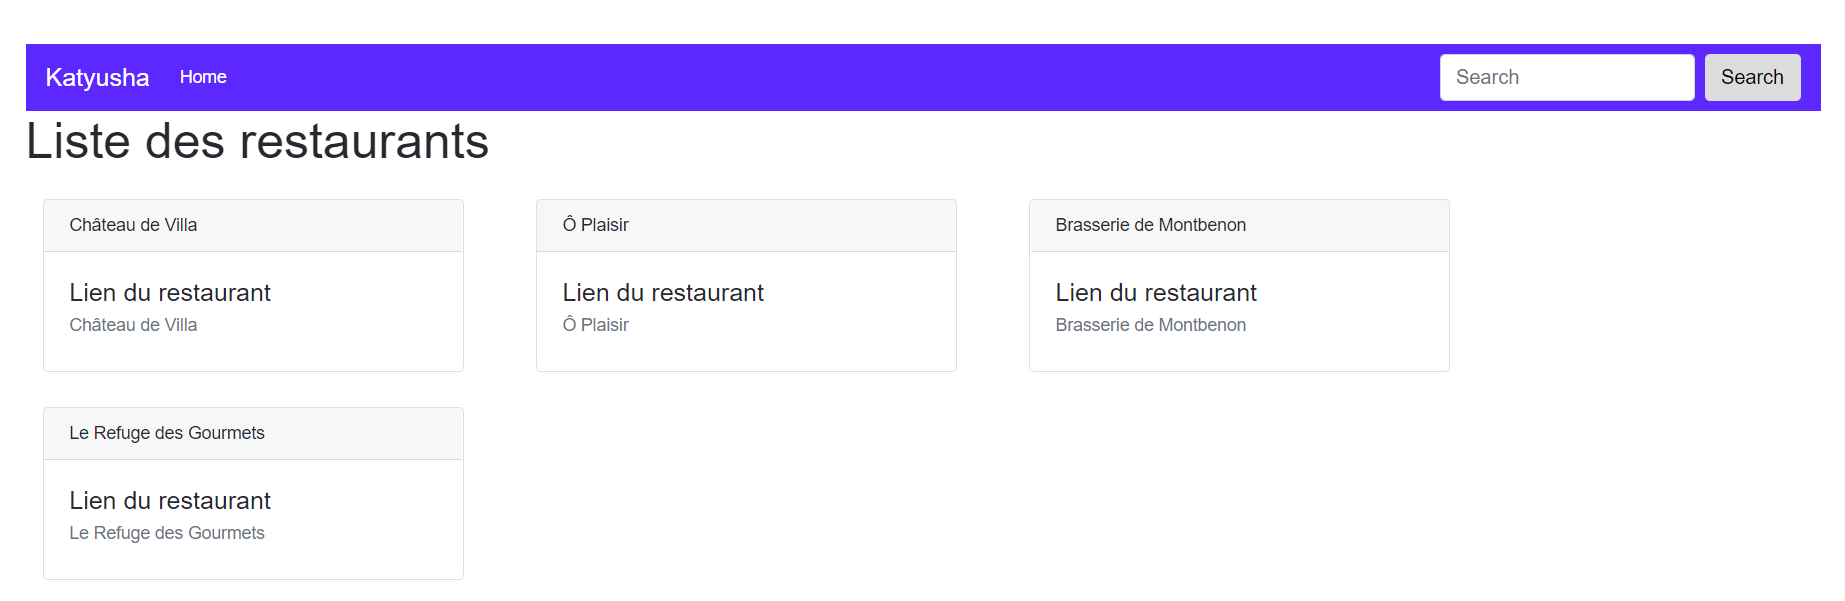 Katyusha Home Search Search
Liste des restaurants
Château de Villa
Lien du restaurant
Château de Villa
Ô Plaisir
Lien du restaurant
Ô Plaisir
Brasserie de Montbenon
Lien du restaurant
Brasserie de Montbenon
Le Refuge des Gourmets
Lien du restaurant
Le Refuge des Gourmets